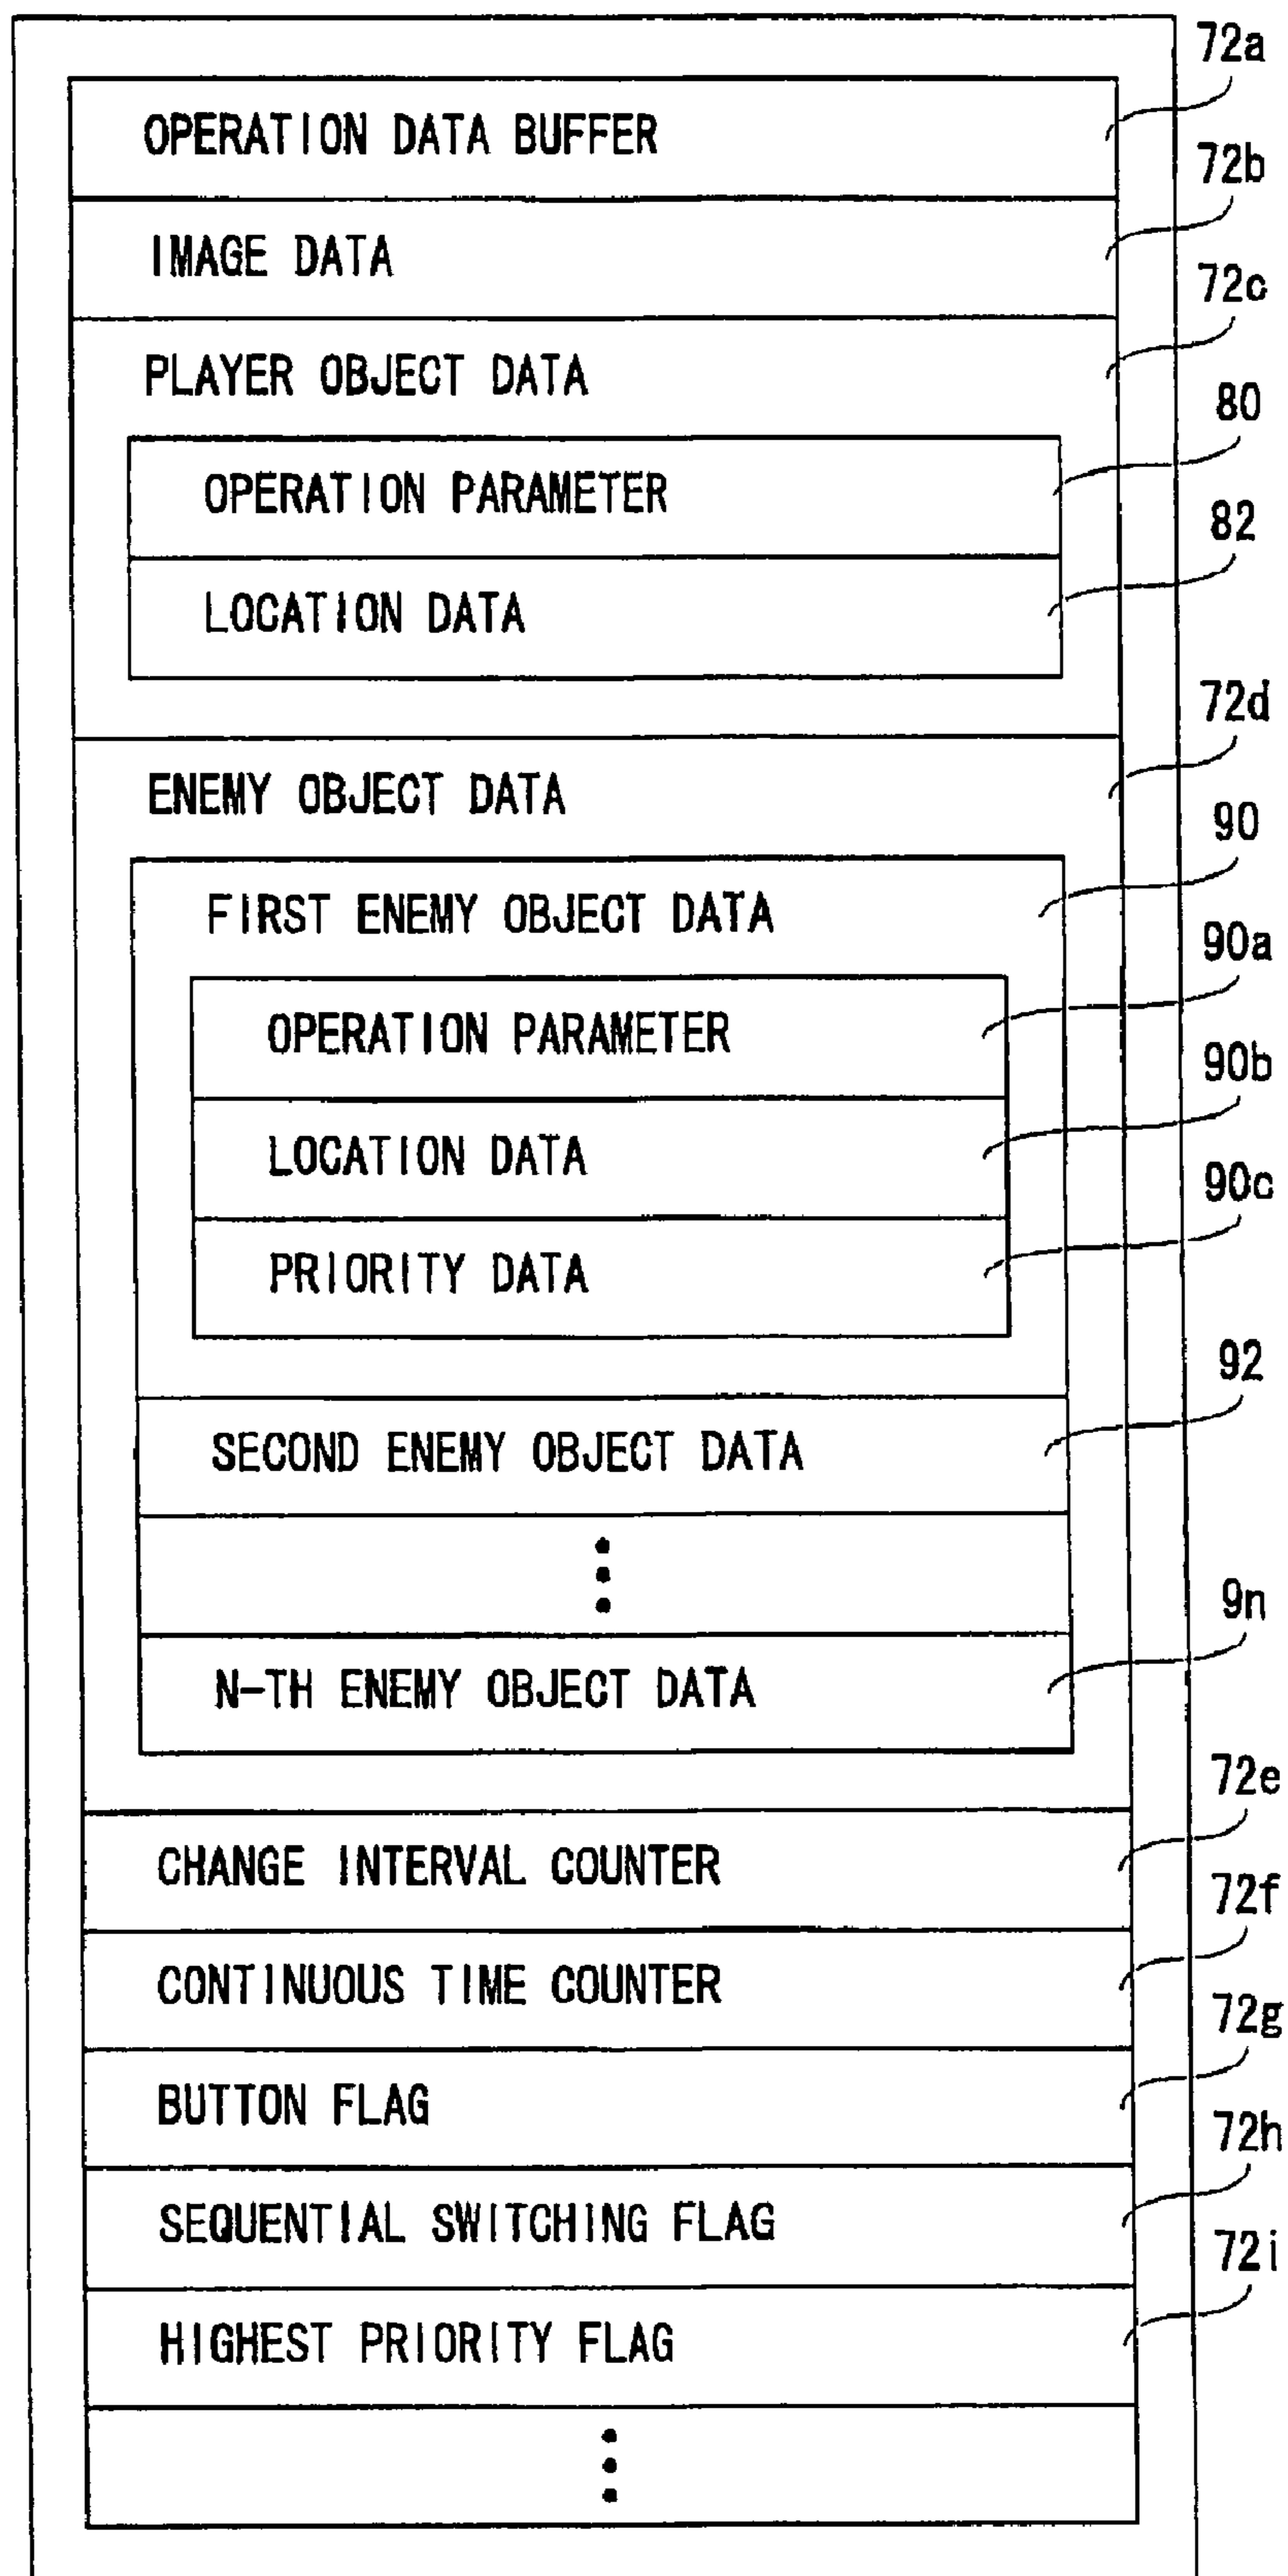 72a
OPERATION DATA BUFFER
72b
IMAGE DATA
72c
PLAYER OBJECT DATA
80
OPERATION PARAMETER
82
LOCATION DATA
72d
ENEMY OBJECT DATA
90
FIRST ENEMY OBJECT DATA
90a
OPERATION PARAMETER
90b
LOCATION DATA
90c
PRIORITY DATA
92
SECOND ENEMY OBJECT DATA
9n
N-TH ENEMY OBJECT DATA
72e
CHANGE INTERVAL COUNTER
72f
CONTINUOUS TIME COUNTER
72g
BUTTON FLAG
72h
SEQUENTIAL SWITCHING FLAG
72i
HIGHEST PRIORITY FLAG